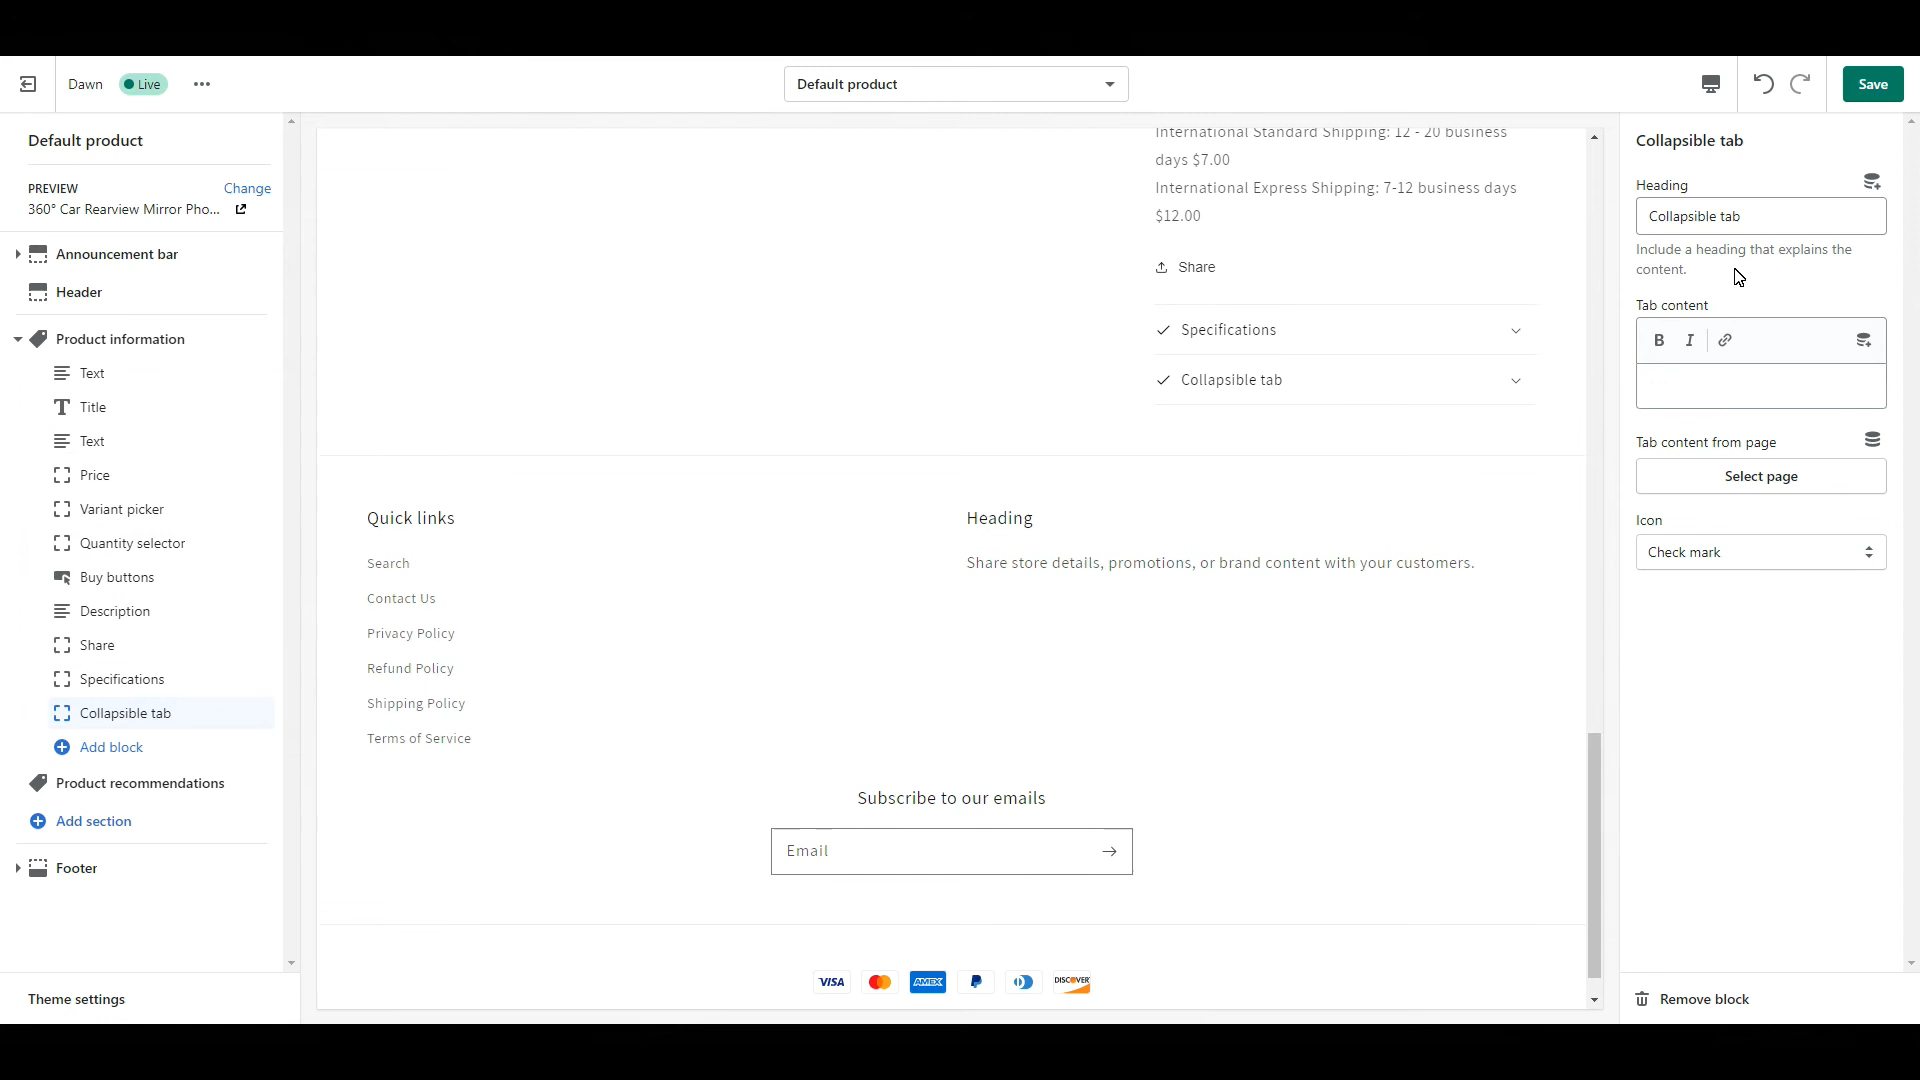 Dawn
Live
Default product
Save
Default product
PREVIEW
Change
360° Car Rearview Mirror Pho...
Announcement bar
Header
Product information
Text
Title
Text
Price
Variant picker
Quantity selector
Buy buttons
Description
Share
Specifications
Collapsible tab
Add block
Product recommendations
Add section
Footer
Theme settings
International Standard Shipping: 12 - 20 business
days $7.00
International Express Shipping: 7-12 business days
$12.00
Share
Specifications
Collapsible tab
Quick links
Search
Contact Us
Privacy Policy
Refund Policy
Shipping Policy
Terms of Service
Heading
Share store details, promotions, or brand content with your customers.
Subscribe to our emails
Email
VISA
AMEX
DISCOVER
Collapsible tab
Heading
Collapsible tab
Include a heading that explains the
content.
Tab content
B I
Tab content from page
Select page
Icon
Check mark
Remove block